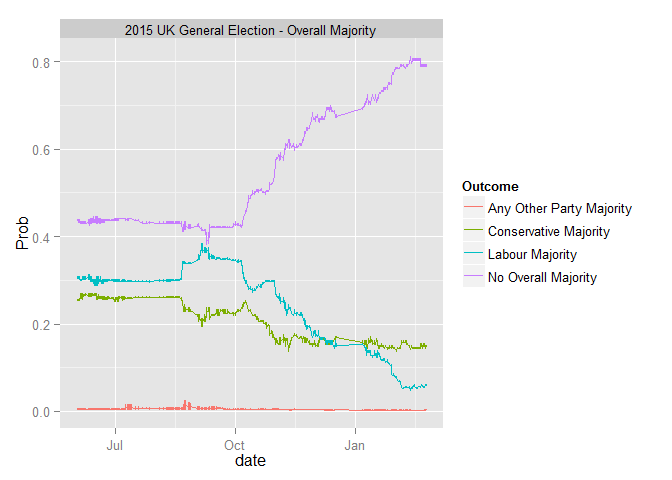 2015 UK General Election - Overall Majority
0.8
0.6
0.4
0.2
0.0
Prob
Jul
Oct
Jan
date
Outcome
Any Other Party Majority
Conservative Majority
Labour Majority
No Overall Majority